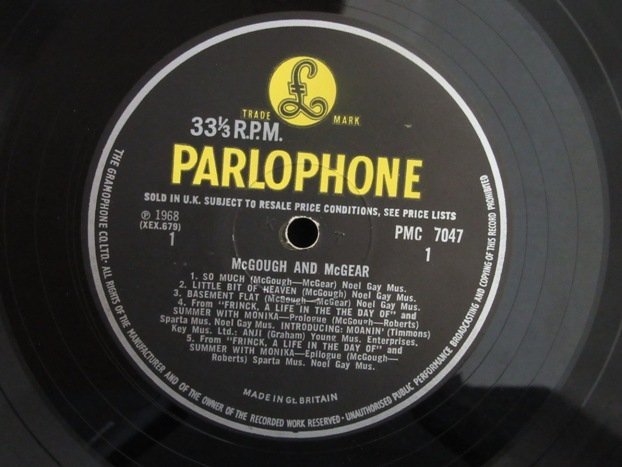 £
TRADE MARK
33⅓ R.P.M.
PARLOPHONE
SOLD IN U.K. SUBJECT TO RESALE PRICE CONDITIONS, SEE PRICE LISTS
℗ 1968
(XEX.679)
1
PMC 7047
1
McGOUGH AND McGEAR
1. SO MUCH (McGough—McGear) Noel Gay Mus.
2. LITTLE BIT OF HEAVEN (McGough) Noel Gay Mus.
3. BASEMENT FLAT (McGough—McGear) Noel Gay Mus.
4. From "FRINCK, A LIFE IN THE DAY OF" and
SUMMER WITH MONIKA—Prologue (McGough—Roberts)
Sparta Mus. Noel Gay Mus. INTRODUCING: MOANIN' (Timmons)
Key Mus. Ltd.: ANJI (Graham) Young Mus. Enterprises.
5. From "FRINCK, A LIFE IN THE DAY OF" and
SUMMER WITH MONIKA—Epilogue (McGough—
Roberts) Sparta Mus. Noel Gay Mus.
MADE IN Gt. BRITAIN
THE GRAMOPHONE CO. LTD. · ALL RIGHTS OF THE MANUFACTURER AND OF THE OWNER OF THE RECORDED WORK RESERVED · UNAUTHORISED PUBLIC PERFORMANCE BROADCASTING AND COPYING OF THIS RECORD PROHIBITED